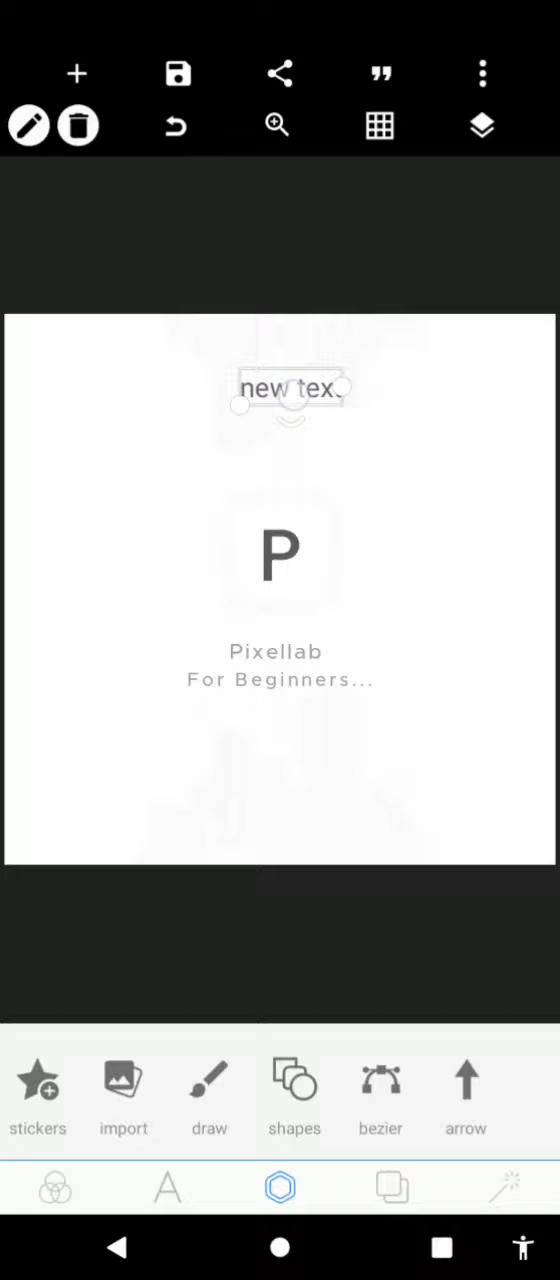 new text
P
Pixellab
For Beginners...
stickers
import
draw
shapes
bezier
arrow